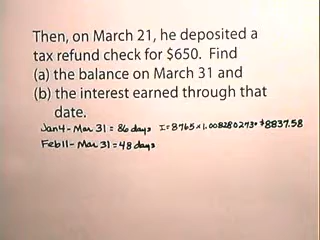 Then, on March 21, he deposited a
tax refund check for $650. Find
(a) the balance on March 31 and
(b) the interest earned through that
date.
Jan4 - Mar 31 = 86 days I = 8765 x 1.008280273 = $8837.58
Feb11 - Mar 31 = 48 days